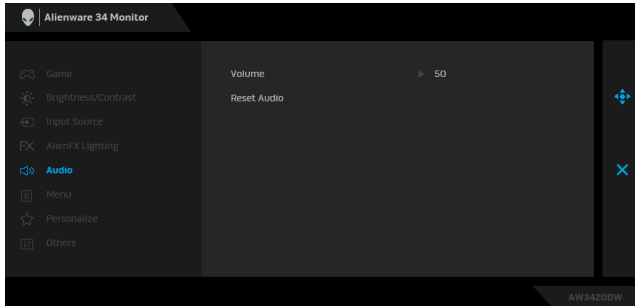 Alienware 34 Monitor
Game
Volume 50
Brightness/Contrast
Reset Audio
Input Source
FX AlienFX Lighting
Audio
Menu
Personalize
Others
AW3420DW